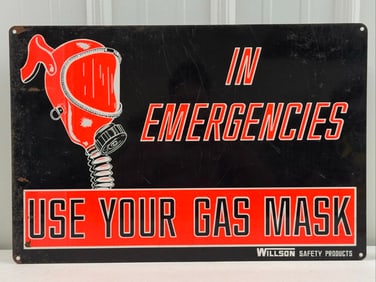 IN
EMERGENCIES
USE YOUR GAS MASK
WILLSON SAFETY PRODUCTS